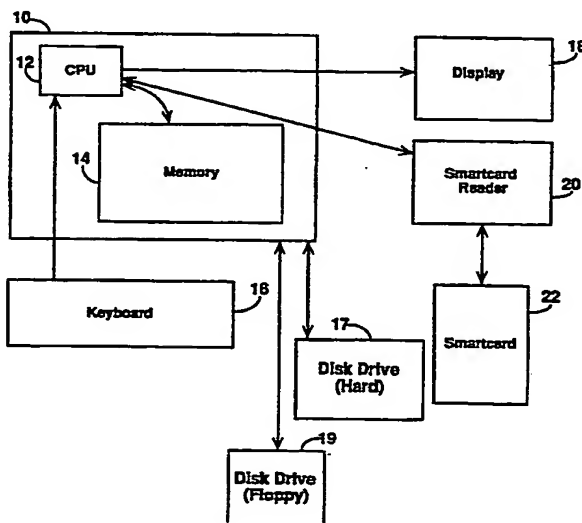 10
12
CPU
18
Display
14
Memory
Smartcard
Reader
20
16
Keyboard
17
22
Disk Drive
(Hard)
Smartcard
19
Disk Drive
(Floppy)